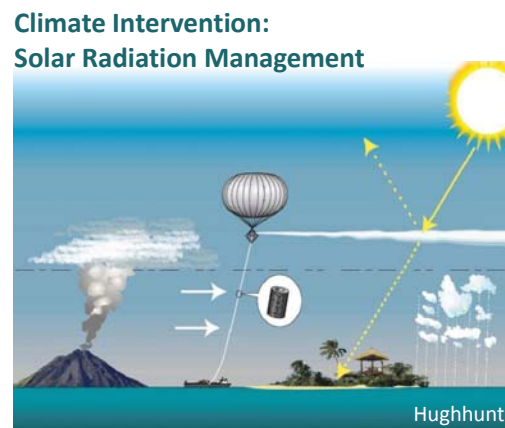 Climate Intervention:
Solar Radiation Management
Hughhunt